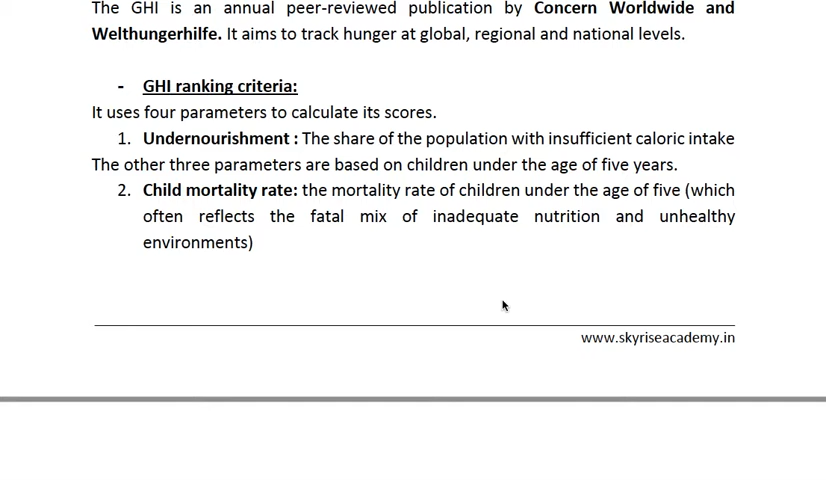 The GHI is an annual peer-reviewed publication by Concern Worldwide and
Welthungerhilfe. It aims to track hunger at global, regional and national levels.
- GHI ranking criteria:
It uses four parameters to calculate its scores.
1. Undernourishment : The share of the population with insufficient caloric intake
The other three parameters are based on children under the age of five years.
2. Child mortality rate: the mortality rate of children under the age of five (which
often reflects the fatal mix of inadequate nutrition and unhealthy
environments)
www.skyriseacademy.in